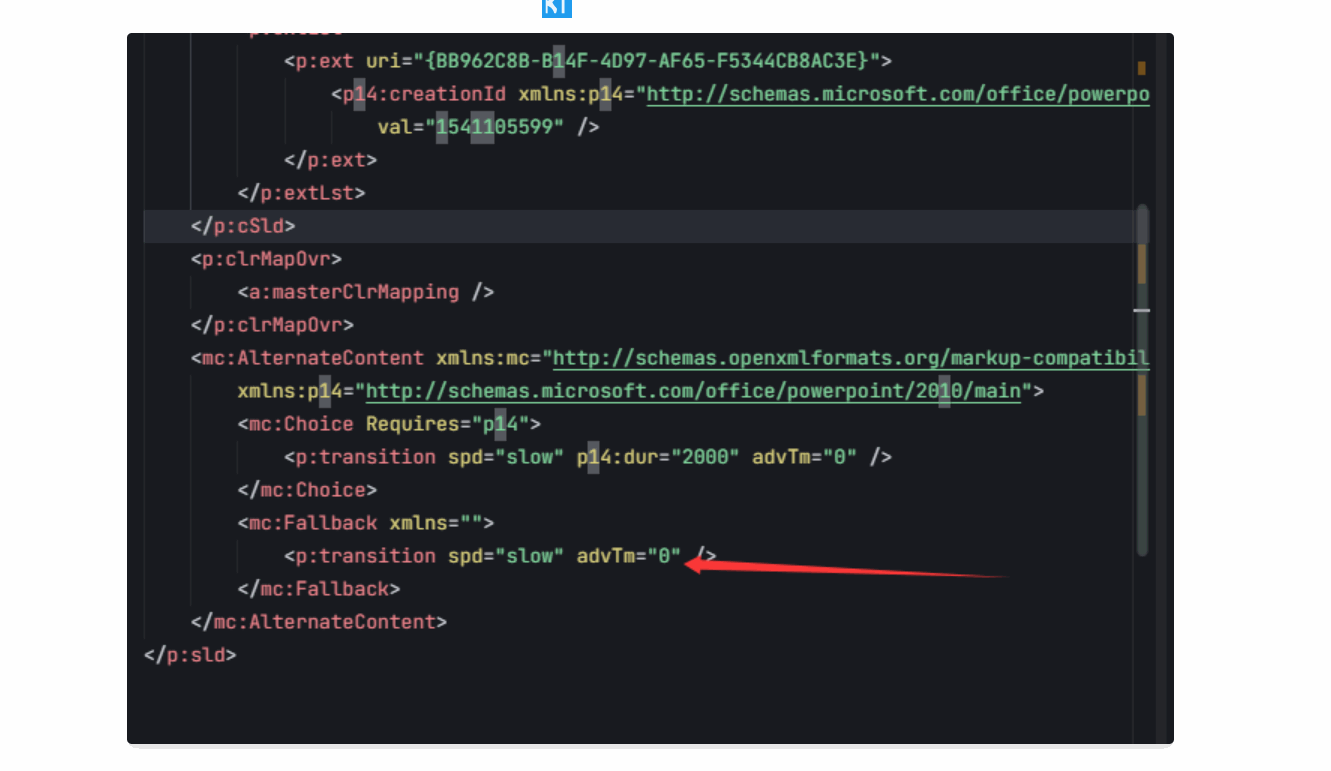 RT
<p:ext uri="{BB962C8B-B14F-4D97-AF65-F5344CB8AC3E}">
<p14:creationId xmlns:p14="http://schemas.microsoft.com/office/powerpo
val="1541105599" />
</p:ext>
</p:extLst>
</p:cSld>
<p:clrMapOvr>
<a:masterClrMapping />
</p:clrMapOvr>
<mc:AlternateContent xmlns:mc="http://schemas.openxmlformats.org/markup-compatibil
xmlns:p14="http://schemas.microsoft.com/office/powerpoint/2010/main">
<mc:Choice Requires="p14">
<p:transition spd="slow" p14:dur="2000" advTm="0" />
</mc:Choice>
<mc:Fallback xmlns="">
<p:transition spd="slow" advTm="0" />
</mc:Fallback>
</mc:AlternateContent>
</p:sld>